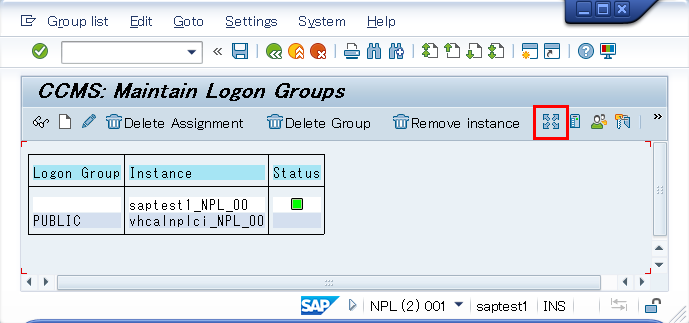 Group list Edit Goto Settings System Help
CCMS: Maintain Logon Groups
Delete Assignment Delete Group Remove instance
Logon Group Instance Status
saptest1_NPL_00
PUBLIC vhcalnplci_NPL_00
SAP NPL (2) 001 saptest1 INS